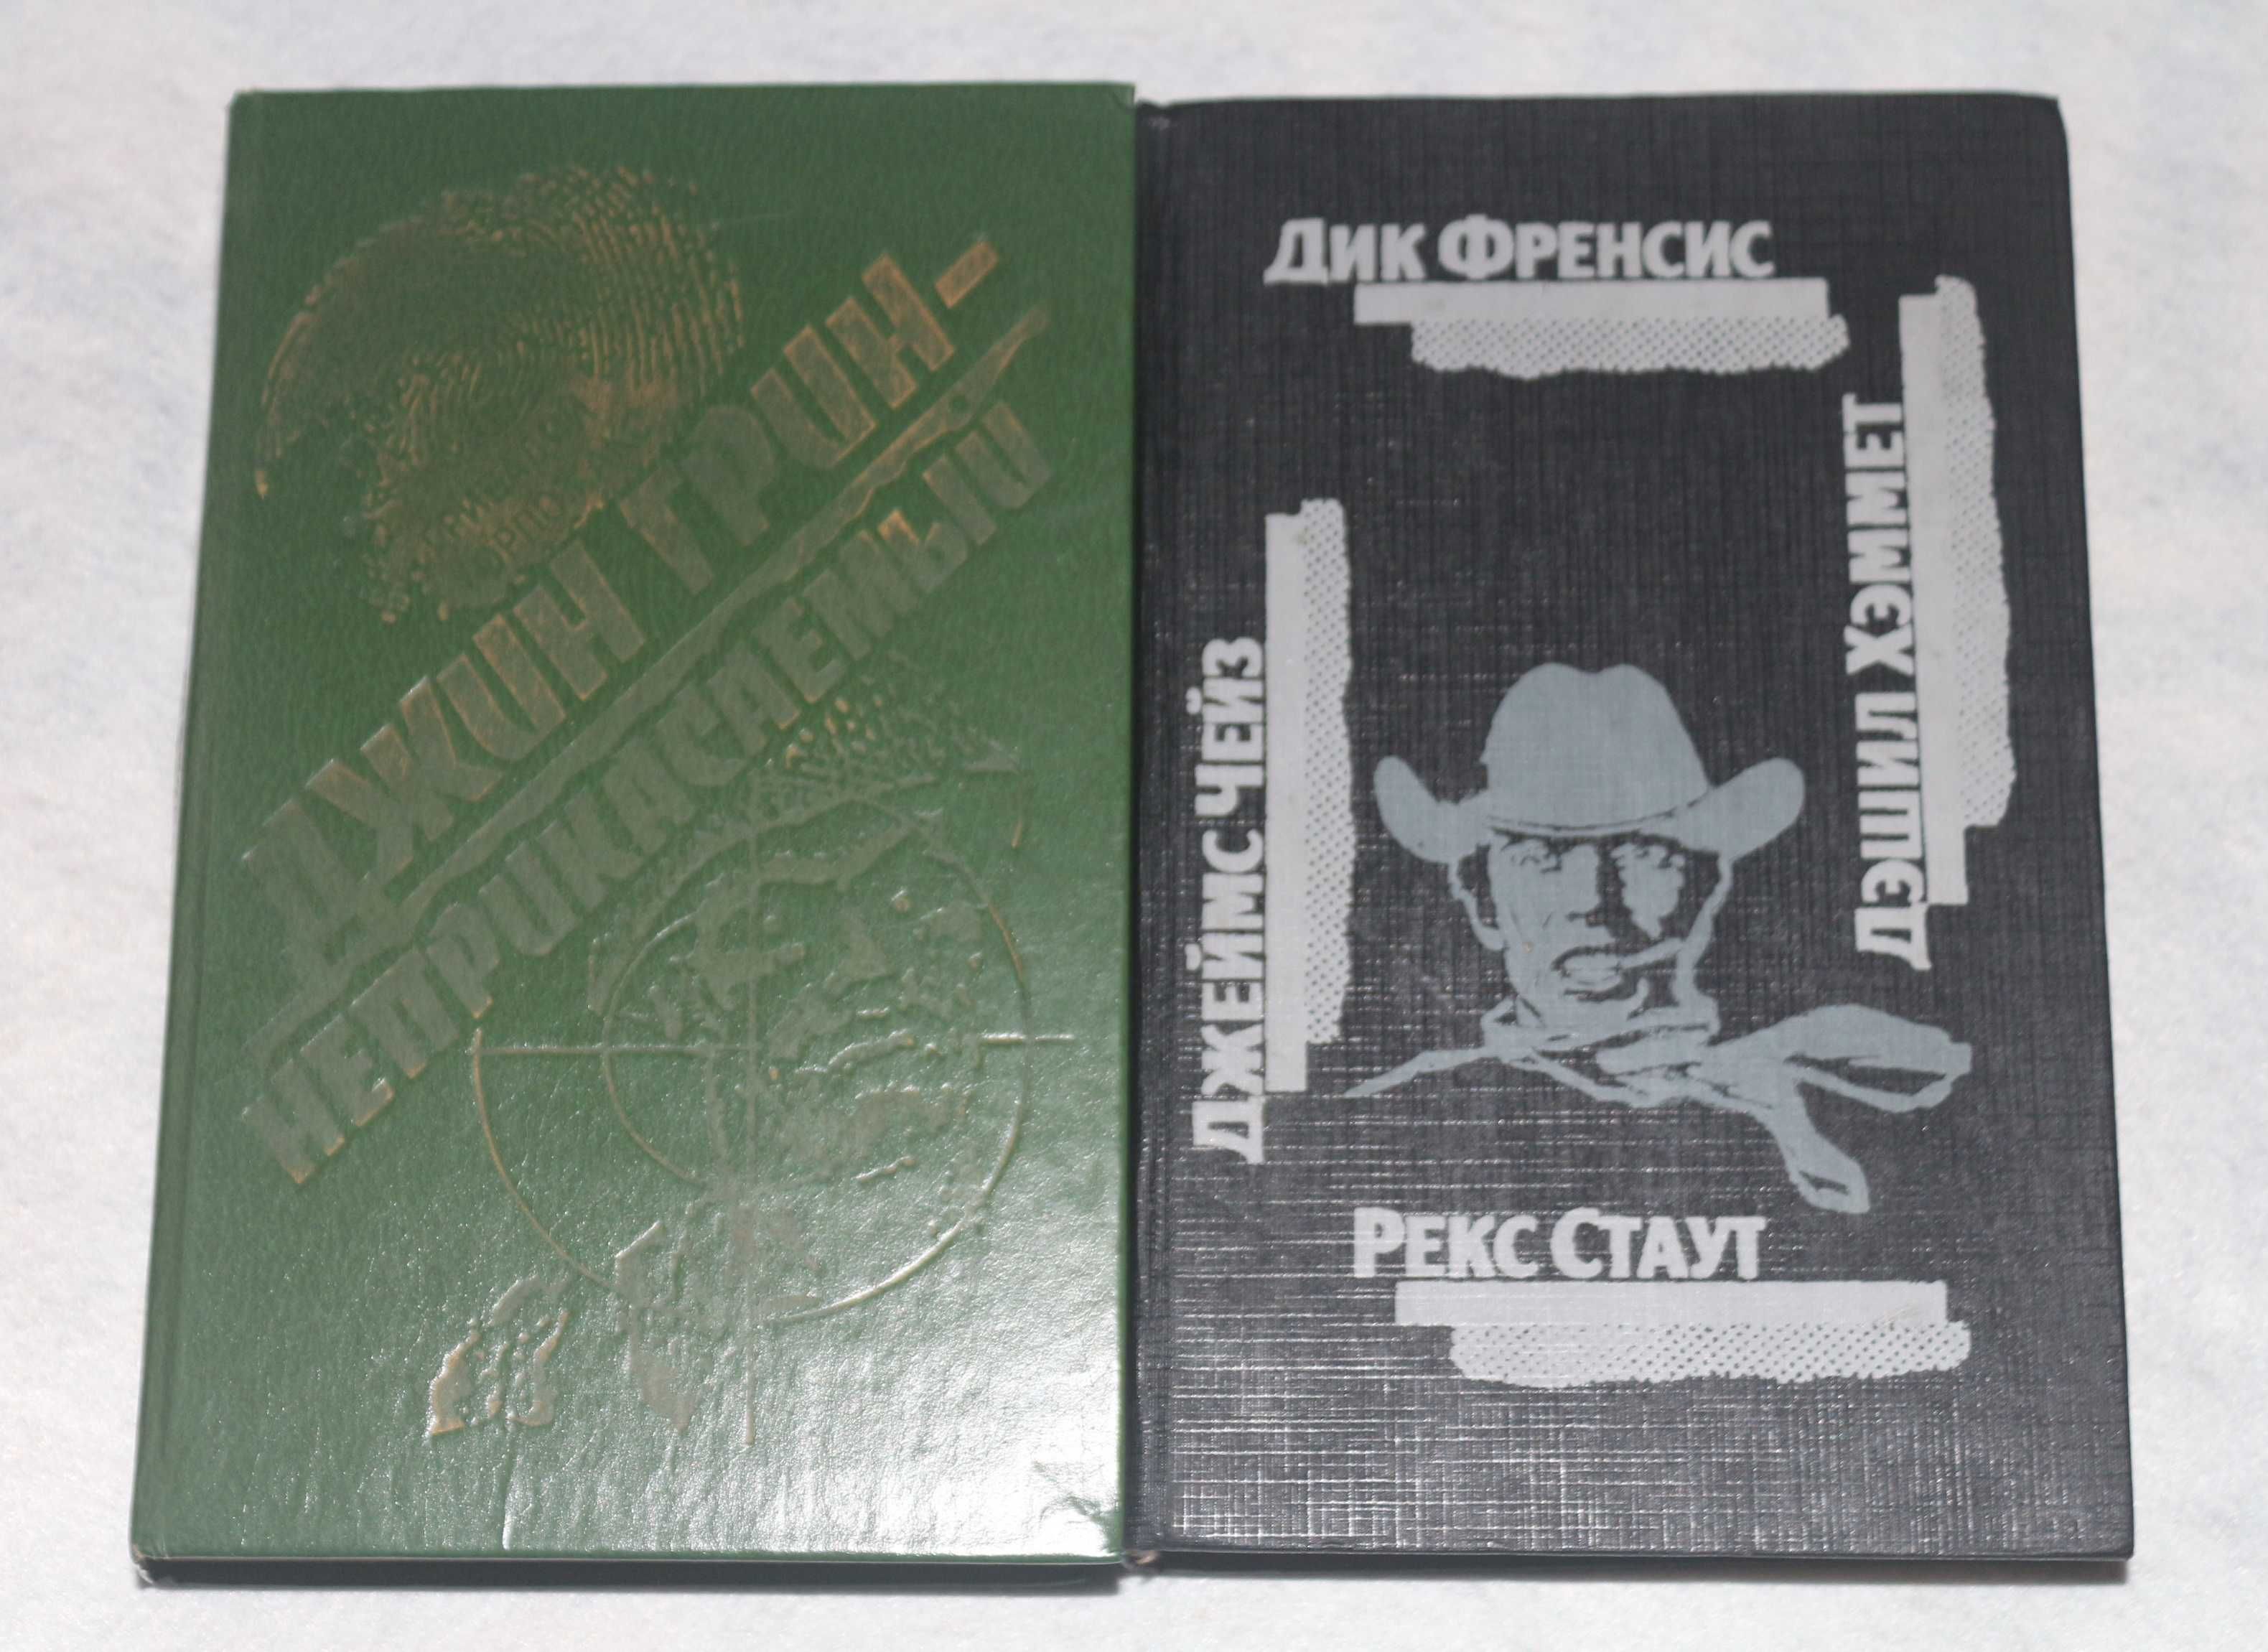 ДЖИН ГРИН-
НЕПРИКАСАЕМЫЙ
ДИК ФРЕНСИС
ДЖЕЙМС ЧЕЙЗ
ДЭШИЛ ХЭММЕТ
РЕКС СТАУТ